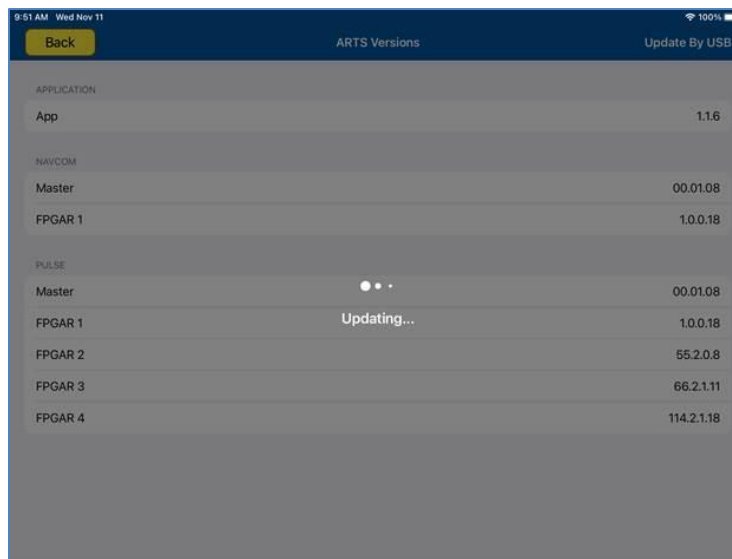 9:51 AM Wed Nov 11 100%
Back ARTS Versions Update By USB
APPLICATION
App 1.1.6
NAVCOM
Master 00.01.08
FPGAR 1 1.0.0.18
PULSE
Master 00.01.08
FPGAR 1 1.0.0.18
Updating...
FPGAR 2 55.2.0.8
FPGAR 3 66.2.1.11
FPGAR 4 114.2.1.18